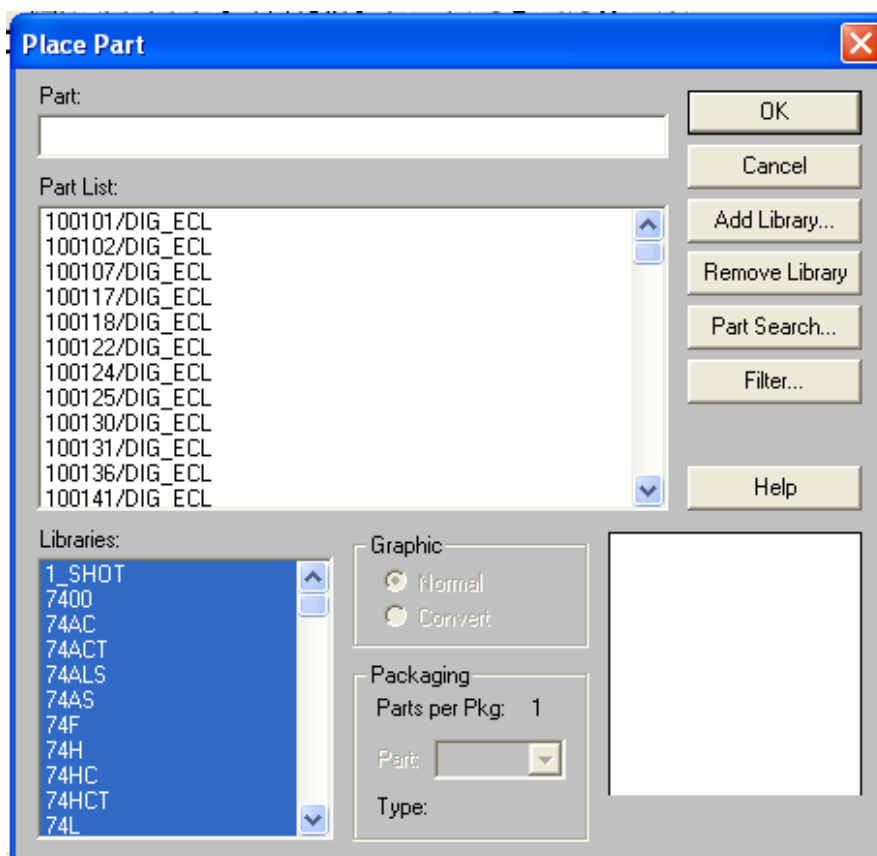 Place Part
Part:
OK
Cancel
Part List:
Add Library...
Remove Library
Part Search...
Filter...
Help
100101/DIG_ECL
100102/DIG_ECL
100107/DIG_ECL
100117/DIG_ECL
100118/DIG_ECL
100122/DIG_ECL
100124/DIG_ECL
100125/DIG_ECL
100130/DIG_ECL
100131/DIG_ECL
100136/DIG_ECL
100141/DIG_ECL
Libraries:
1_SHOT
7400
74AC
74ACT
74ALS
74AS
74F
74H
74HC
74HCT
74L
Graphic
Normal
Convert
Packaging
Parts per Pkg: 1
Part:
Type: